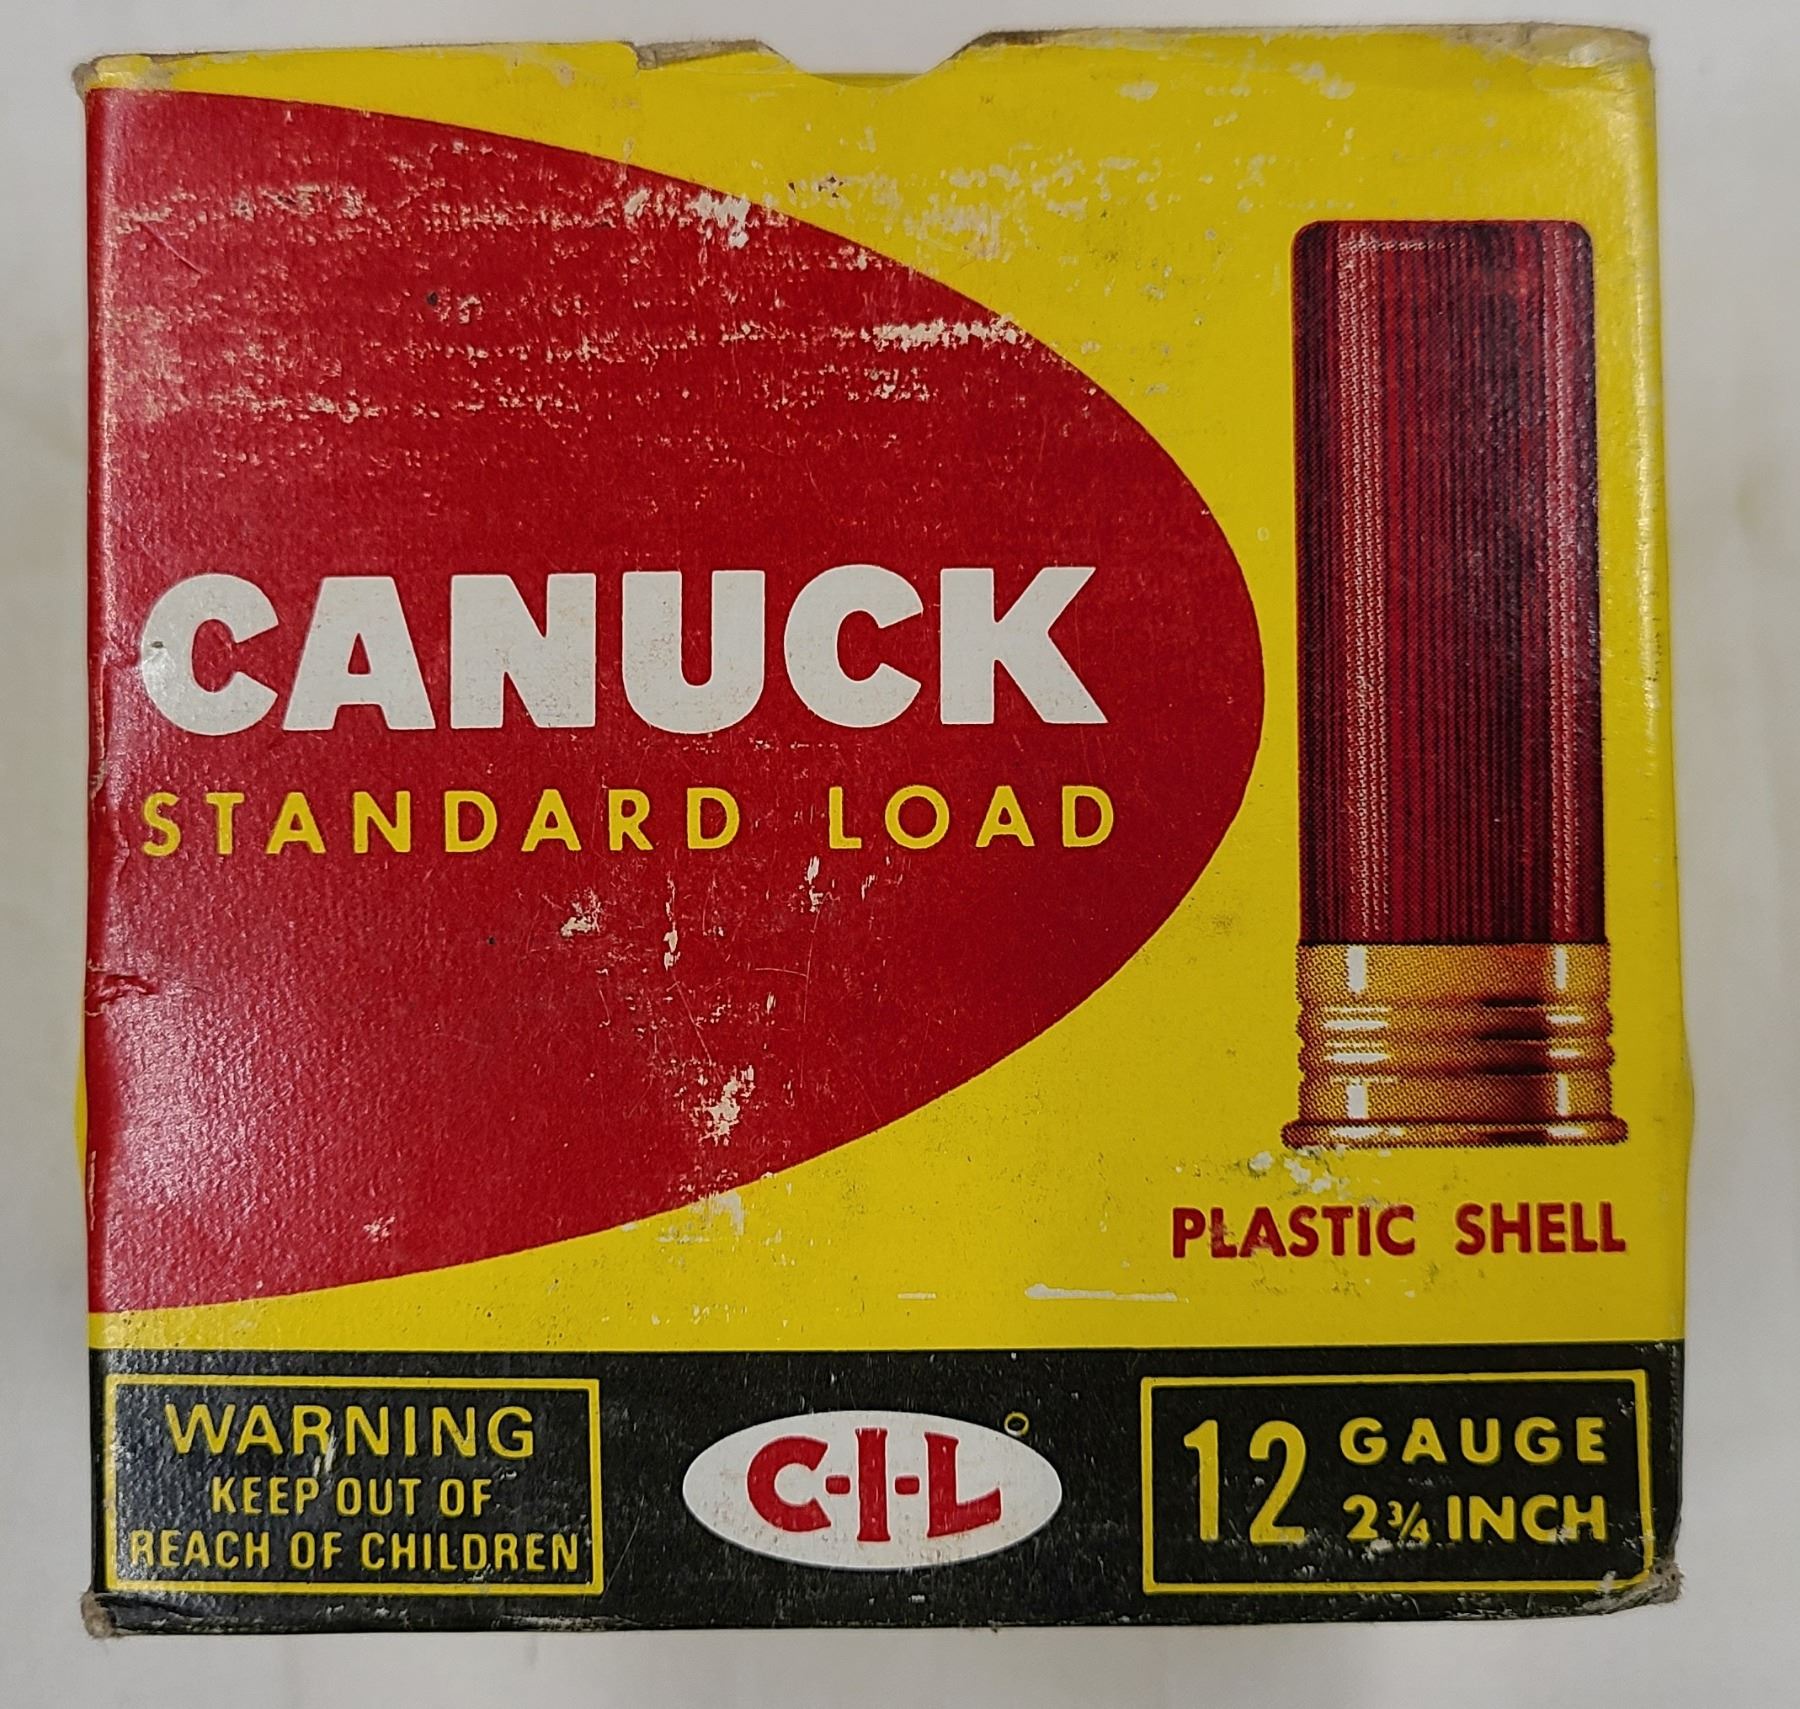 CANUCK
STANDARD LOAD
PLASTIC SHELL
WARNING
KEEP OUT OF
REACH OF CHILDREN
C-I-L
12 GAUGE
2¾ INCH